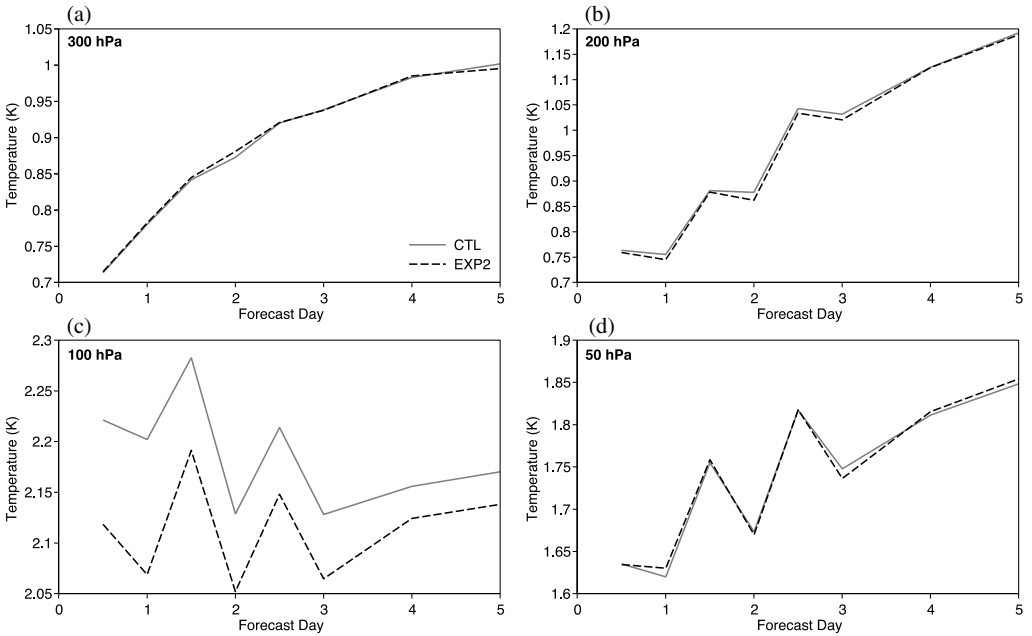 (a)
300 hPa
Temperature (K)
1.05
1
0.95
0.9
0.85
0.8
0.75
0.7
0 1 2 3 4 5
Forecast Day
CTL
EXP2
(b)
200 hPa
Temperature (K)
1.2
1.15
1.1
1.05
1
0.95
0.9
0.85
0.8
0.75
0.7
0 1 2 3 4 5
Forecast Day
(c)
100 hPa
Temperature (K)
2.3
2.25
2.2
2.15
2.1
2.05
0 1 2 3 4 5
Forecast Day
(d)
50 hPa
Temperature (K)
1.9
1.85
1.8
1.75
1.7
1.65
1.6
0 1 2 3 4 5
Forecast Day